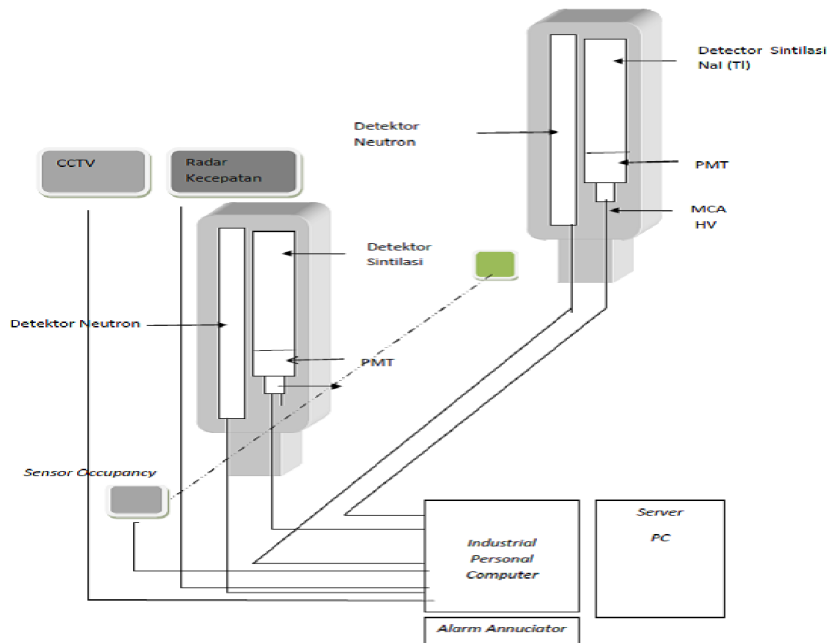 Detector Sintilasi
NaI (Tl)
Detektor
Neutron
CCTV
Radar
Kecepatan
PMT
MCA
HV
Detektor
Sintilasi
Detektor Neutron
PMT
Sensor Occupancy
Industrial
Personal
Computer
Server
PC
Alarm Annuciator